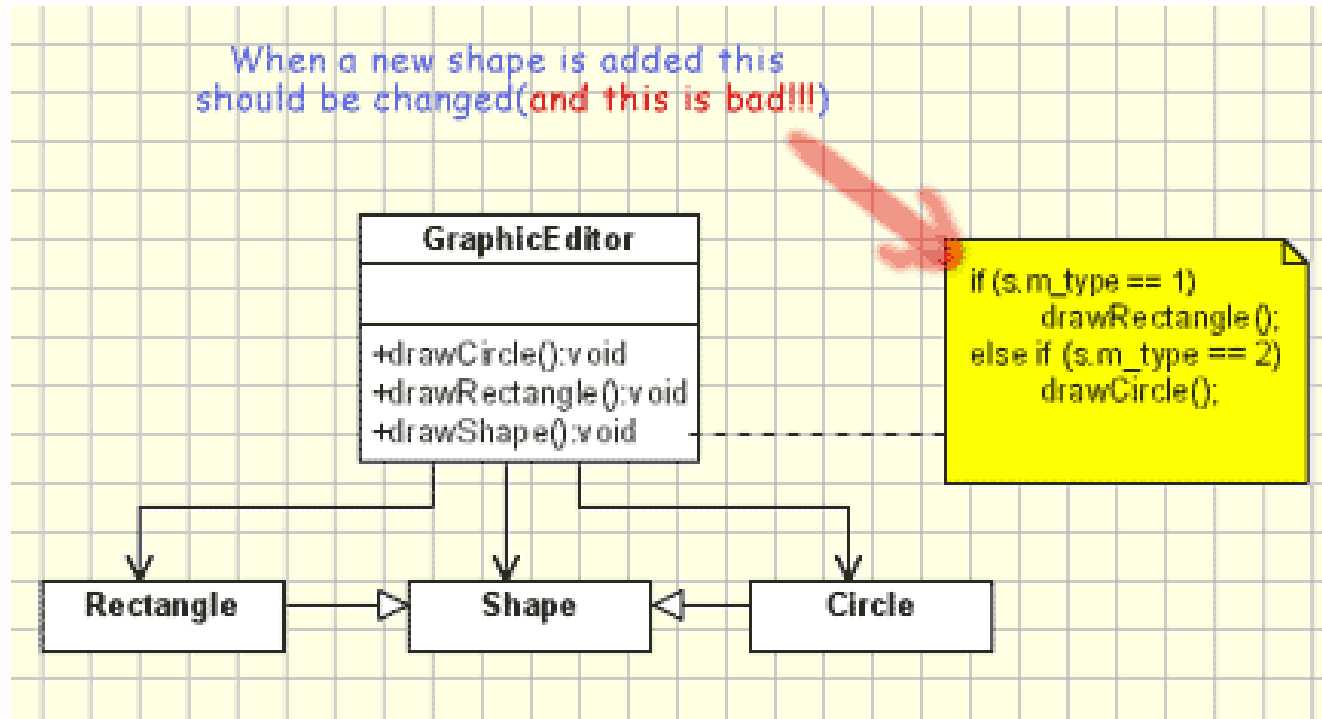 When a new shape is added this
should be changed(and this is bad!!!)
GraphicEditor
+drawCircle():void
+drawRectangle():void
+drawShape():void
if (s.m_type == 1)
drawRectangle();
else if (s.m_type == 2)
drawCircle();
Rectangle
Shape
Circle